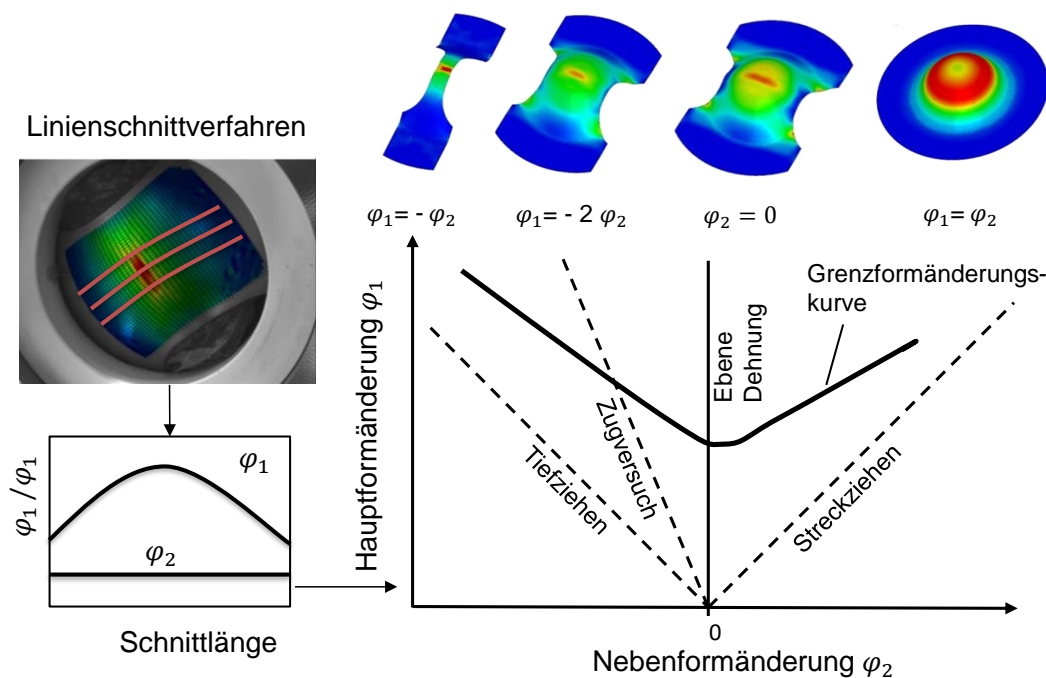 Linienschnittverfahren
φ₁= - φ₂
φ₁= - 2 φ₂
φ₂ = 0
φ₁= φ₂
Hauptformänderung φ₁
Grenzformänderungs-
kurve
Ebene
Dehnung
Zugversuch
Tiefziehen
Streckziehen
φ₁ /φ₁
φ₁
φ₂
Schnittlänge
0
Nebenformänderung φ₂